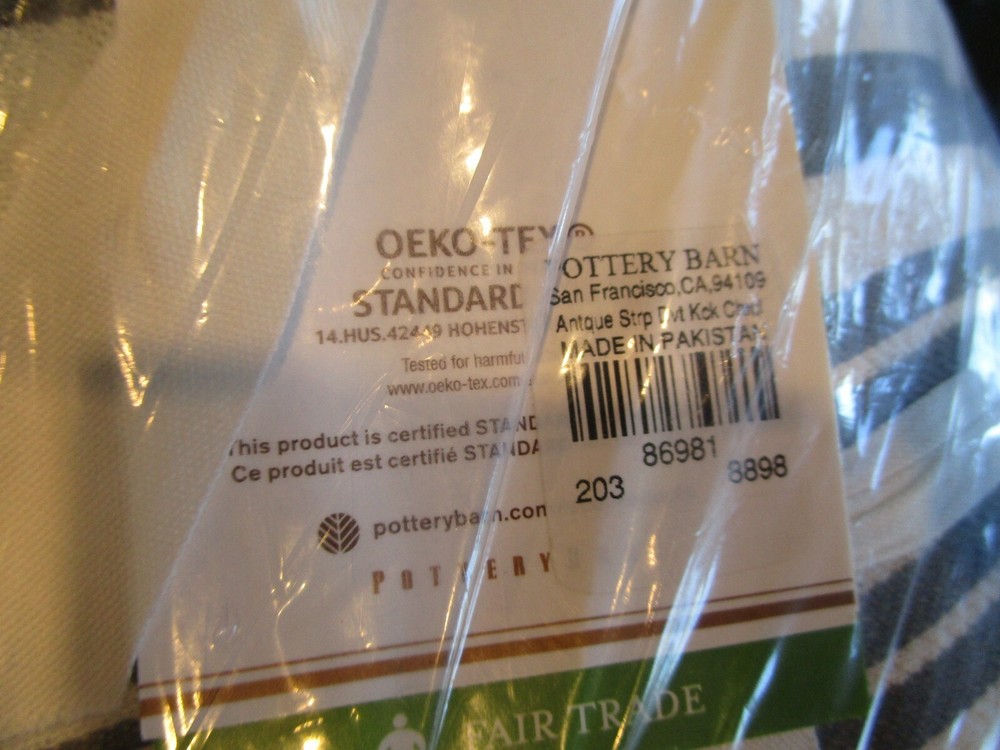 OEKO-TEX®
CONFIDENCE IN
STANDARD
14.HUS.42449 HOHENST
Tested for harmful
www.oeko-tex.com
This product is certified STANDA
Ce produit est certifié STANDA
potterybarn.com
POTTERY
POTTERY BARN
San Francisco,CA,94109
Antque Strp Dvt Kck
MADE IN PAKISTAN
86981
203
8898
FAIR TRADE